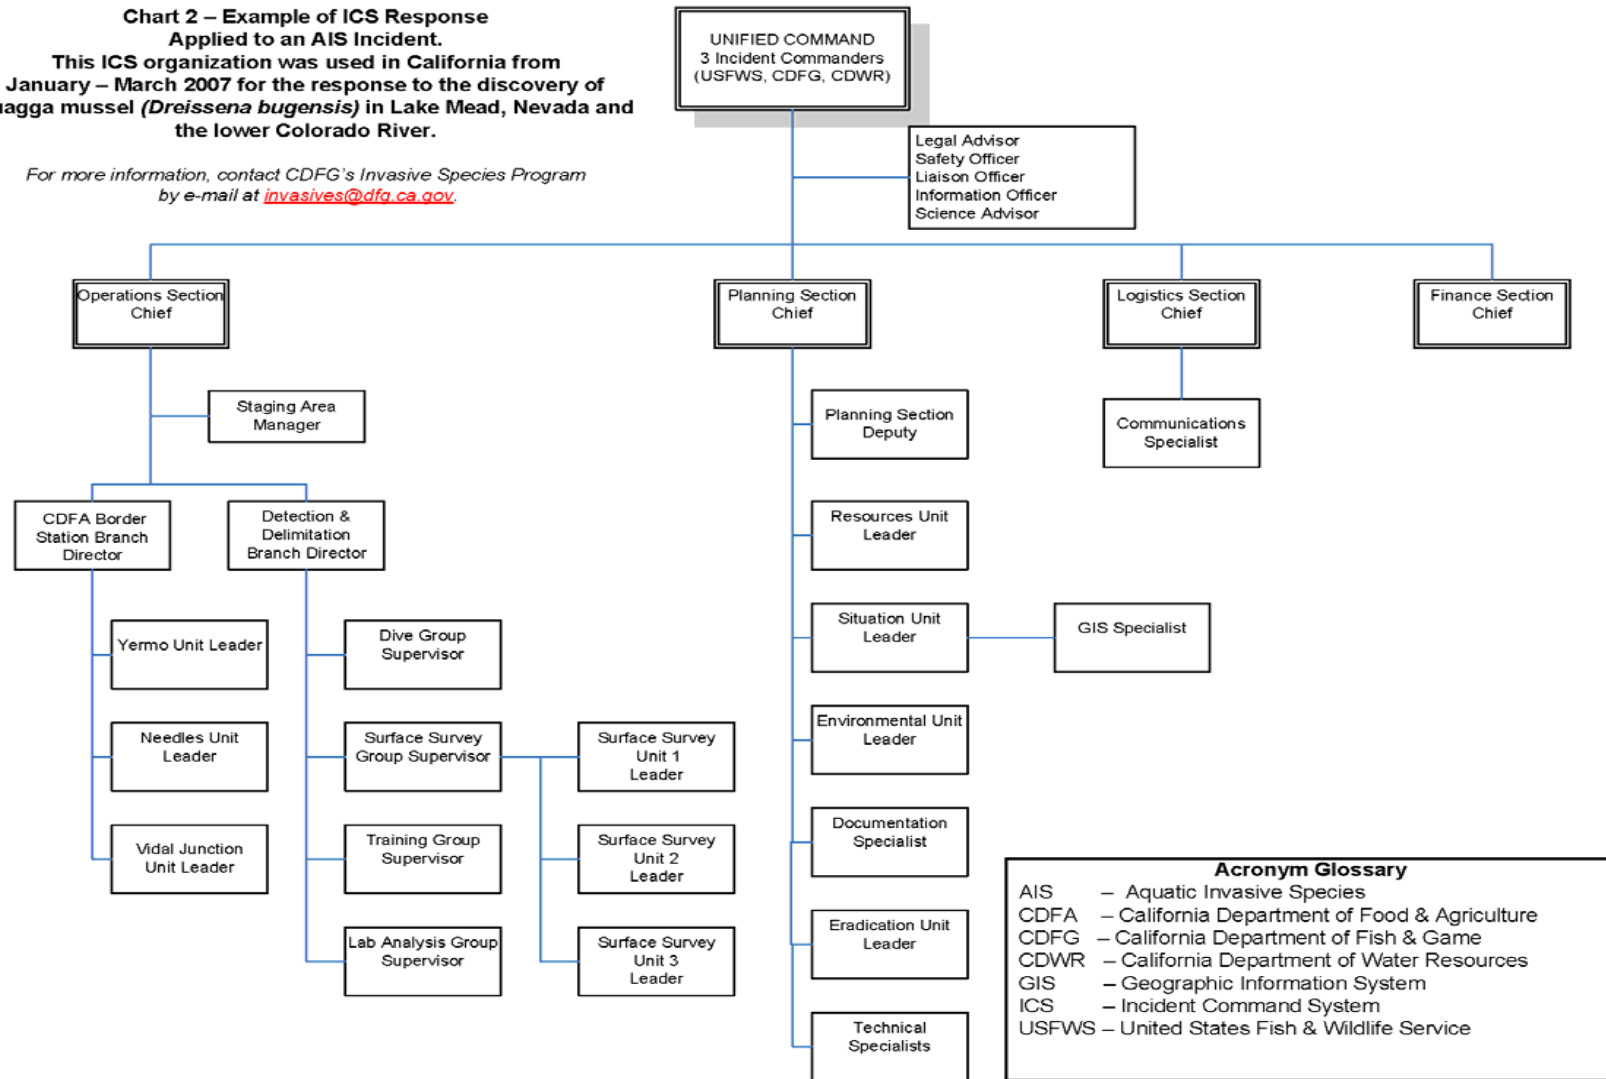 Chart 2 – Example of ICS Response
Applied to an AIS Incident.
This ICS organization was used in California from
January – March 2007 for the response to the discovery of
uagga mussel (Dreissena bugensis) in Lake Mead, Nevada and
the lower Colorado River.
For more information, contact CDFG's Invasive Species Program
by e-mail at invasives@dfg.ca.gov.
UNIFIED COMMAND
3 Incident Commanders
(USFWS, CDFG, CDWR)
Legal Advisor
Safety Officer
Liaison Officer
Information Officer
Science Advisor
Operations Section
Chief
Planning Section
Chief
Logistics Section
Chief
Finance Section
Chief
Staging Area
Manager
Planning Section
Deputy
Communications
Specialist
CDFA Border
Station Branch
Director
Detection &
Delimitation
Branch Director
Resources Unit
Leader
Yermo Unit Leader
Dive Group
Supervisor
Situation Unit
Leader
GIS Specialist
Needles Unit
Leader
Surface Survey
Group Supervisor
Surface Survey
Unit 1
Leader
Environmental Unit
Leader
Vidal Junction
Unit Leader
Training Group
Supervisor
Surface Survey
Unit 2
Leader
Documentation
Specialist
Lab Analysis Group
Supervisor
Surface Survey
Unit 3
Leader
Eradication Unit
Leader
Technical
Specialists
Acronym Glossary
AIS – Aquatic Invasive Species
CDFA – California Department of Food & Agriculture
CDFG – California Department of Fish & Game
CDWR – California Department of Water Resources
GIS – Geographic Information System
ICS – Incident Command System
USFWS – United States Fish & Wildlife Service